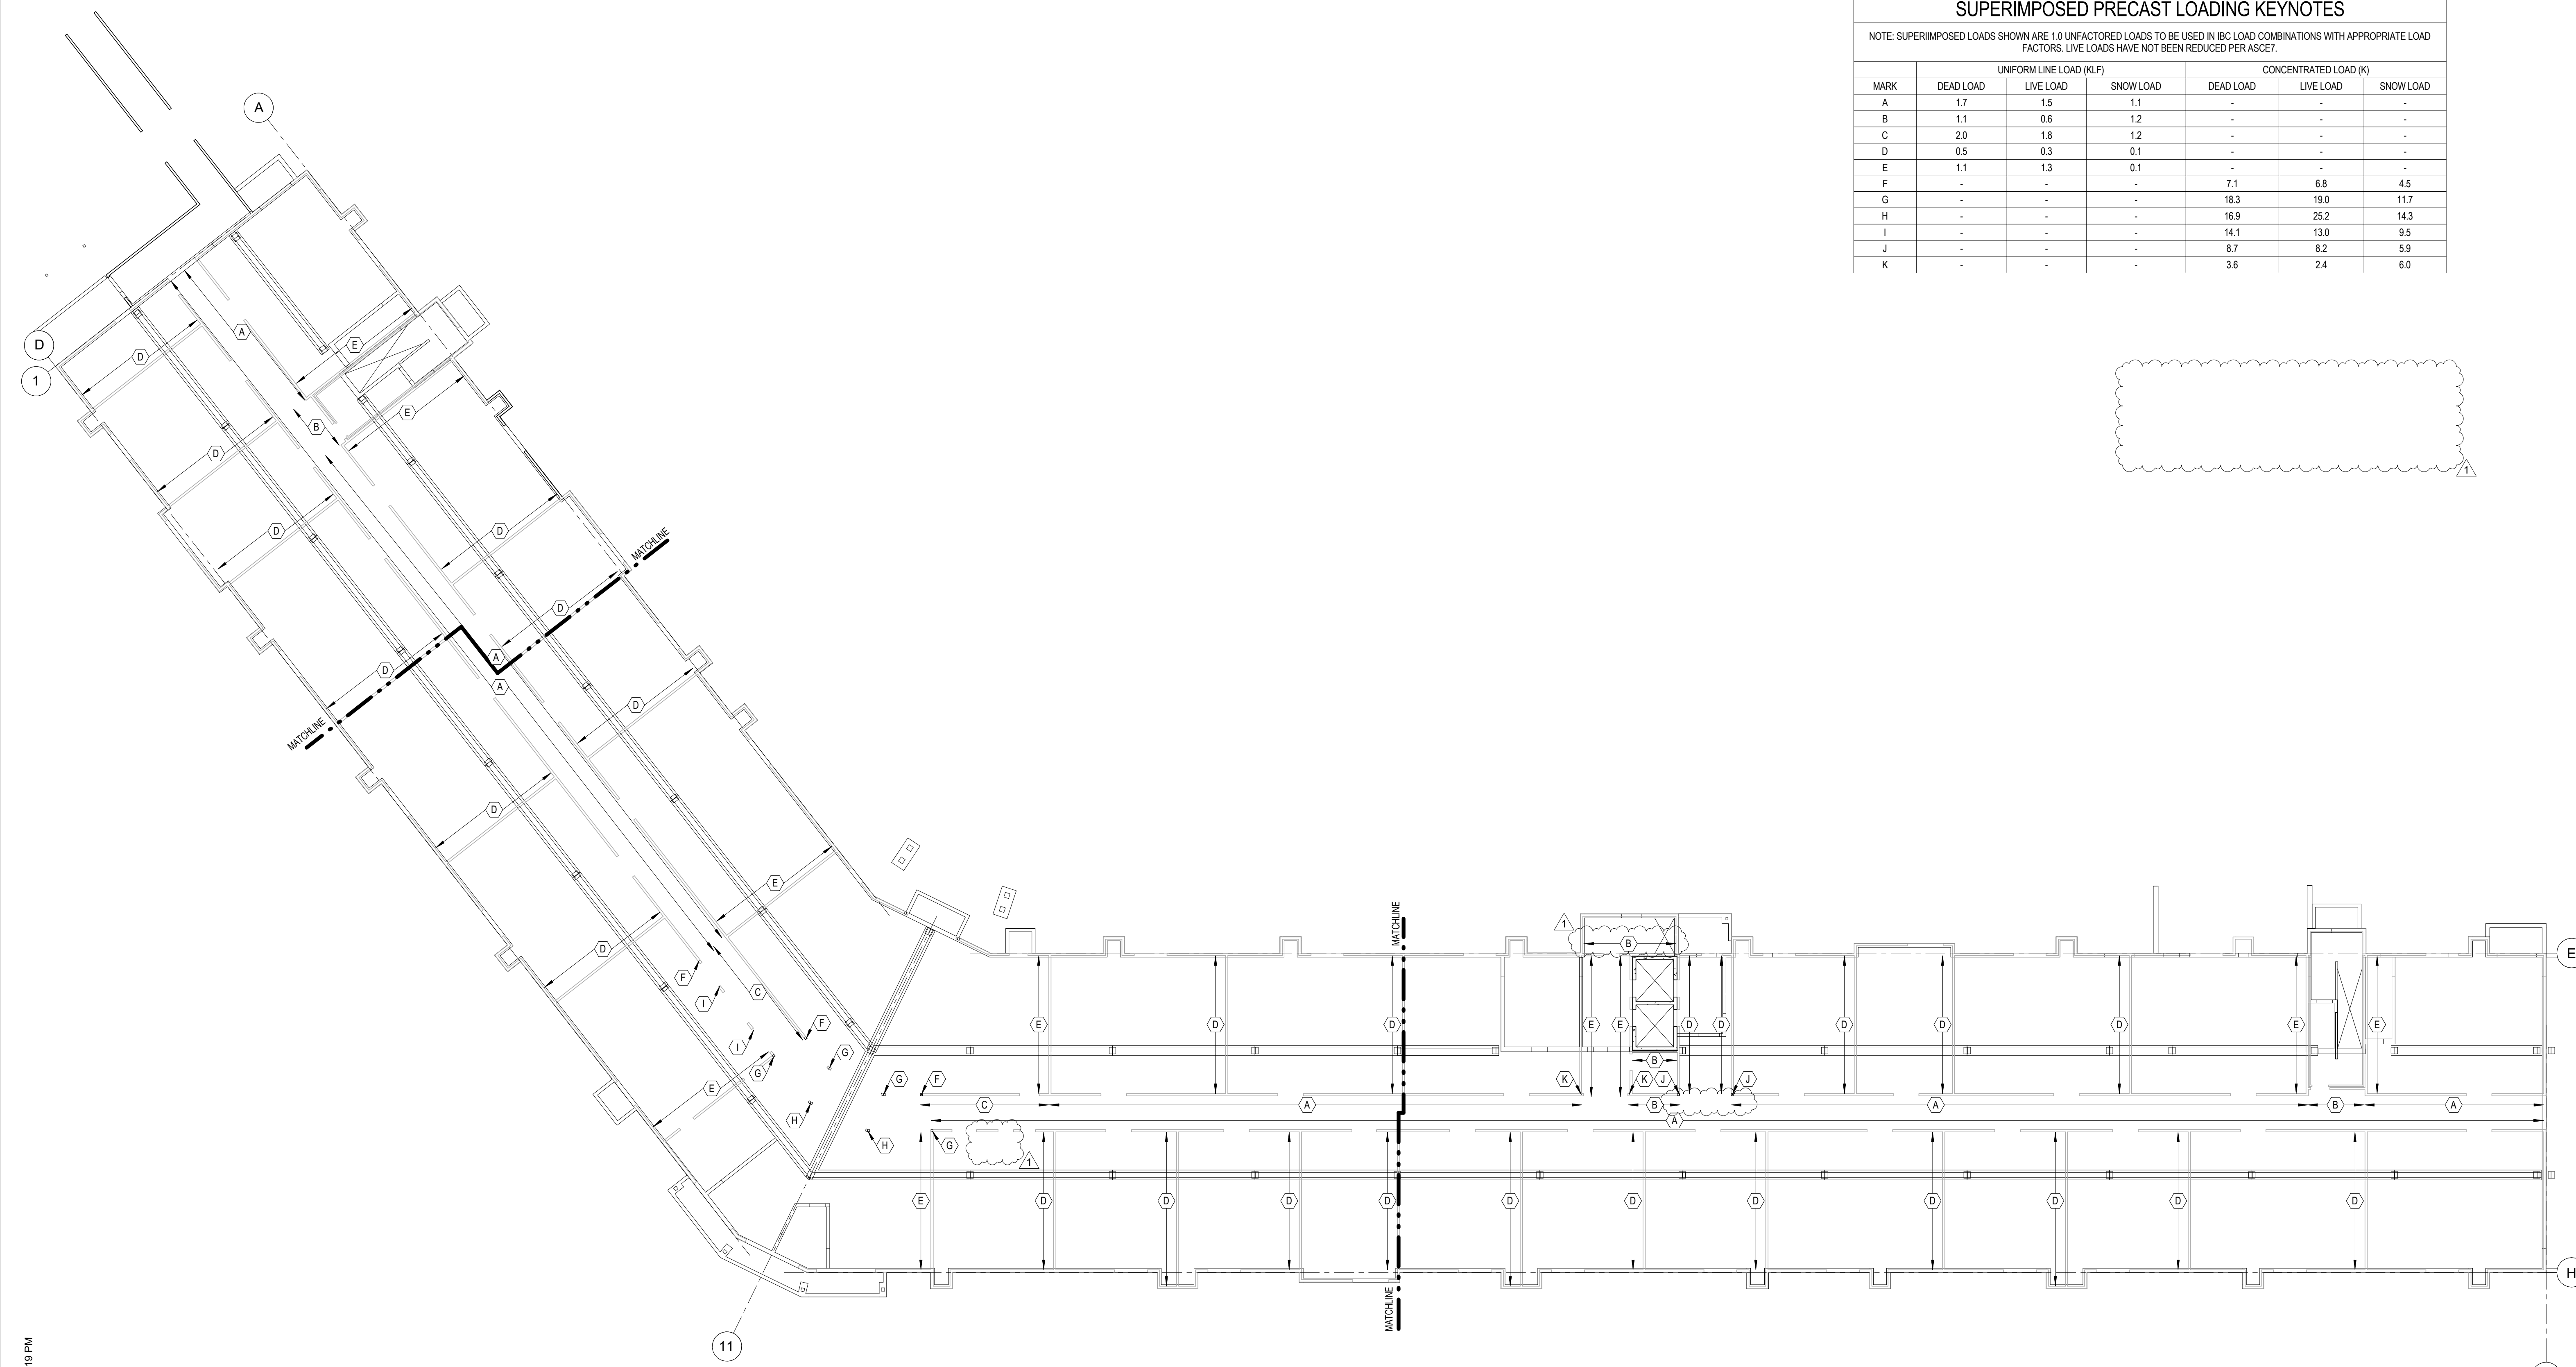 SUPERIMPOSED PRECAST LOADING KEYNOTES
NOTE: SUPERIIMPOSED LOADS SHOWN ARE 1.0 UNFACTORED LOADS TO BE USED IN IBC LOAD COMBINATIONS WITH APPROPRIATE LOAD
FACTORS. LIVE LOADS HAVE NOT BEEN REDUCED PER ASCE7.
UNIFORM LINE LOAD (KLF) CONCENTRATED LOAD (K)
MARK DEAD LOAD LIVE LOAD SNOW LOAD DEAD LOAD LIVE LOAD SNOW LOAD
A 1.7 1.5 1.1 - - -
B 1.1 0.6 1.2 - - -
C 2.0 1.8 1.2 - - -
D 0.5 0.3 0.1 - - -
E 1.1 1.3 0.1 - - -
F - - - 7.1 6.8 4.5
G - - - 18.3 19.0 11.7
H - - - 16.9 25.2 14.3
I - - - 14.1 13.0 9.5
J - - - 8.7 8.2 5.9
K - - - 3.6 2.4 6.0
A
A
D
E
D
1
E
B
D
1
D
D
MATCHLINE
D
A
D
A
D
MATCHLINE
D
E
MATCHLINE
1
B
D
E
F
C
I
E D D E E D D D D D E E
F
I
G
B
G
G F K K J J
E
C A B A B A
H
A
H G
1
E D D D D D D D D D D D
H
MATCHLINE
11
19 PM